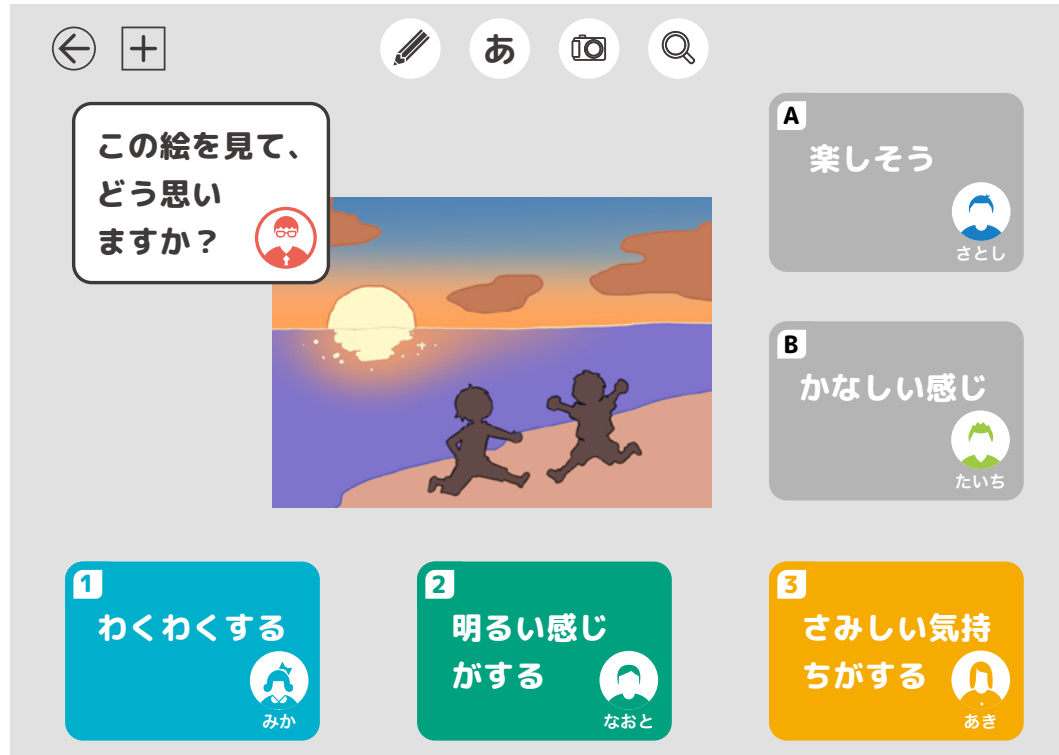 あ
この絵を見て、
どう思い
ますか？
A
楽しそう
さとし
B
かなしい感じ
たいち
1
わくわくする
みか
2
明るい感じ
がする
なおと
3
さみしい気持
ちがする
あき